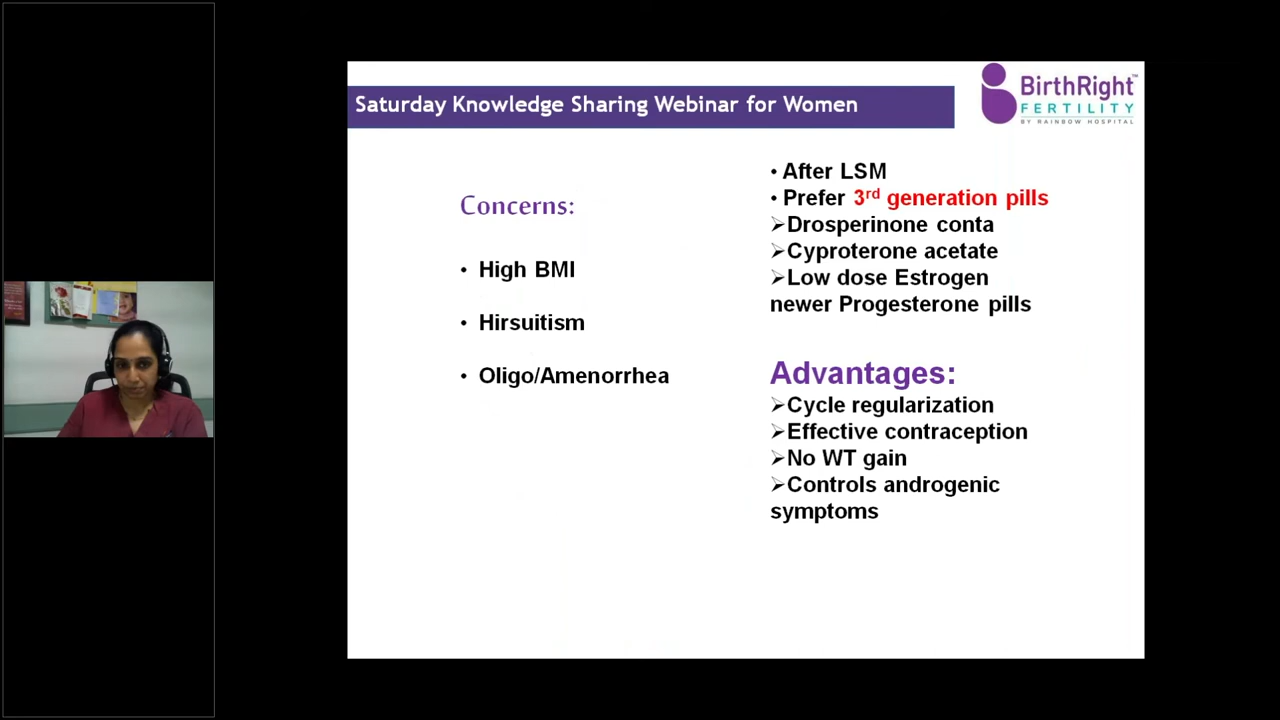 Saturday Knowledge Sharing Webinar for Women
BirthRight™
FERTILITY
BY RAINBOW HOSPITAL
Concerns:
• High BMI
• Hirsuitism
• Oligo/Amenorrhea
• After LSM
• Prefer 3rd generation pills
➢Drosperinone conta
➢Cyproterone acetate
➢Low dose Estrogen
newer Progesterone pills
Advantages:
➢Cycle regularization
➢Effective contraception
➢No WT gain
➢Controls androgenic
symptoms